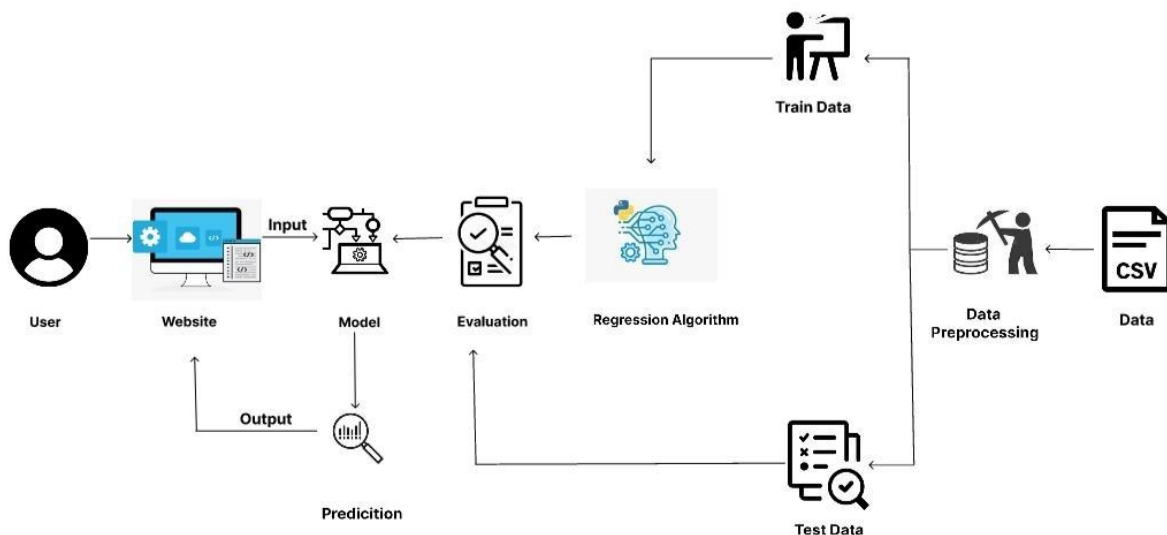 Train Data
Input
CSV
User
Website
Model
Evaluation
Regression Algorithm
Data
Preprocessing
Data
Output
Predicition
Test Data